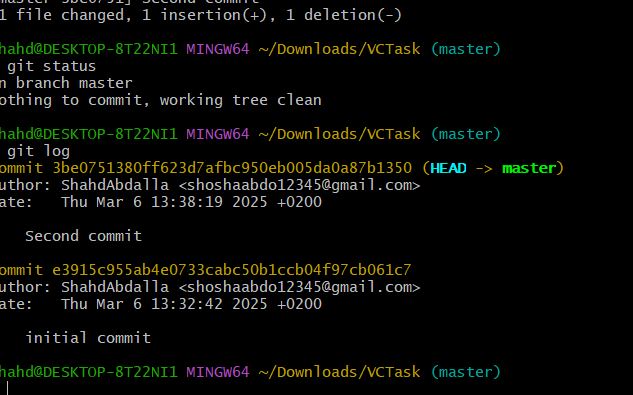 master 3be0751] Second commit
1 file changed, 1 insertion(+), 1 deletion(-)
hahd@DESKTOP-8T22NI1 MINGW64 ~/Downloads/VCTask (master)
git status
n branch master
othing to commit, working tree clean
hahd@DESKTOP-8T22NI1 MINGW64 ~/Downloads/VCTask (master)
git log
ommit 3be0751380ff623d7afbc950eb005da0a87b1350 (HEAD -> master)
uthor: ShahdAbdalla <shoshaabdo12345@gmail.com>
ate:   Thu Mar 6 13:38:19 2025 +0200
Second commit
ommit e3915c955ab4e0733cabc50b1ccb04f97cb061c7
uthor: ShahdAbdalla <shoshaabdo12345@gmail.com>
ate:   Thu Mar 6 13:32:42 2025 +0200
initial commit
hahd@DESKTOP-8T22NI1 MINGW64 ~/Downloads/VCTask (master)